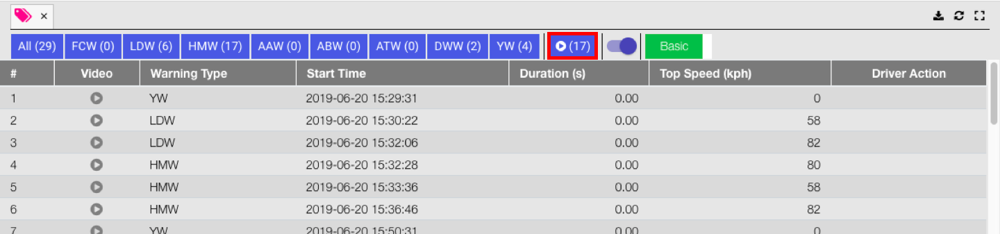 All (29) FCW (0) LDW (6) HMW (17) AAW (0) ABW (0) ATW (0) DWW (2) YW (4) (17) Basic
# Video Warning Type Start Time Duration (s) Top Speed (kph) Driver Action
1 YW 2019-06-20 15:29:31 0.00 0
2 LDW 2019-06-20 15:30:22 0.00 58
3 LDW 2019-06-20 15:32:06 0.00 82
4 HMW 2019-06-20 15:32:28 0.00 80
5 HMW 2019-06-20 15:33:36 0.00 58
6 HMW 2019-06-20 15:36:46 0.00 82
7 YW 2019-06-20 15:50:31 0.00 0